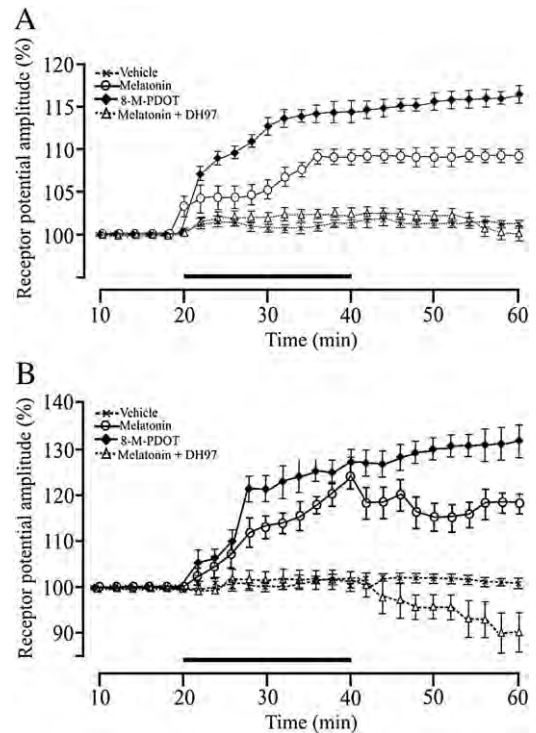 A
Receptor potential amplitude (%)
120
115
110
105
100
Vehicle
Melatonin
8-M-PDOT
Melatonin + DH97
10 20 30 40 50 60
Time (min)
B
Receptor potential amplitude (%)
140
130
120
110
100
90
Vehicle
Melatonin
8-M-PDOT
Melatonin + DH97
10 20 30 40 50 60
Time (min)